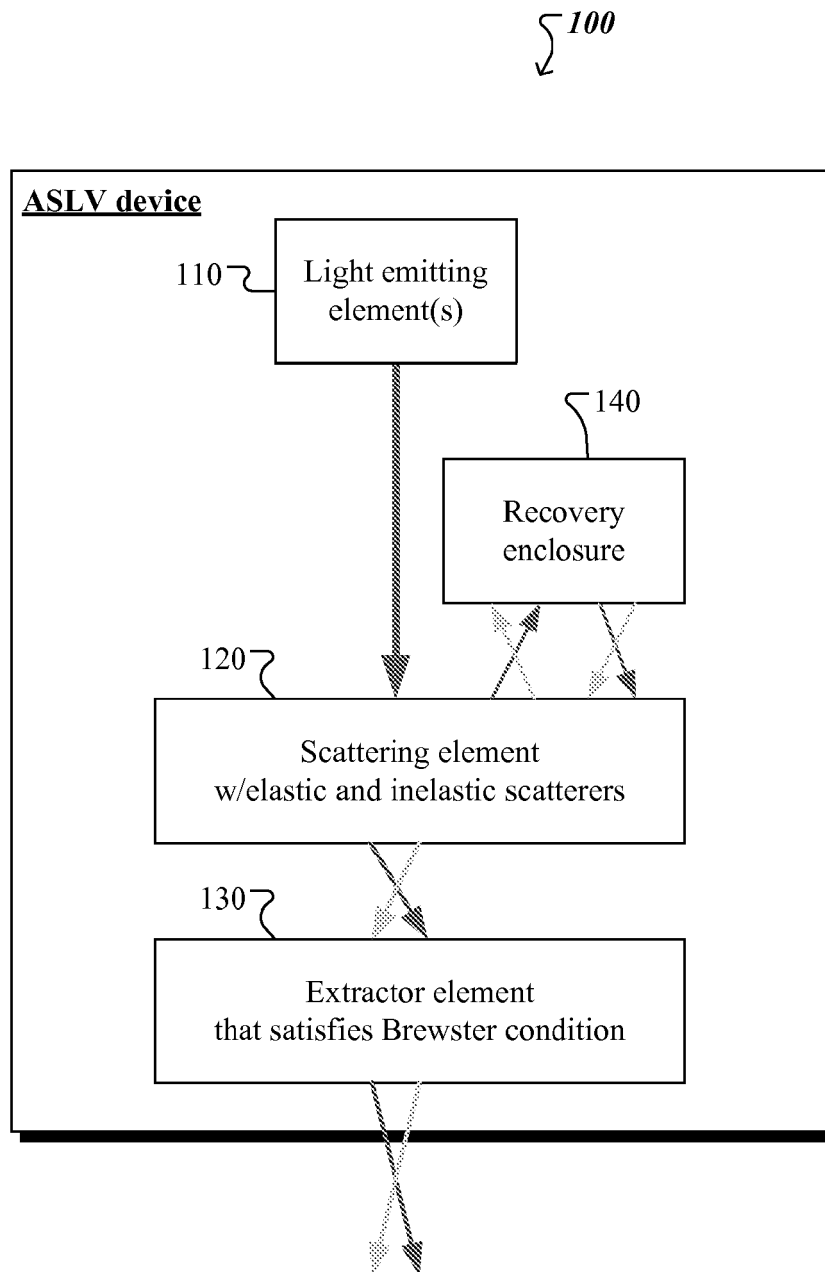 100
ASLV device
110
Light emitting
element(s)
140
Recovery
enclosure
120
Scattering element
w/elastic and inelastic scatterers
130
Extractor element
that satisfies Brewster condition